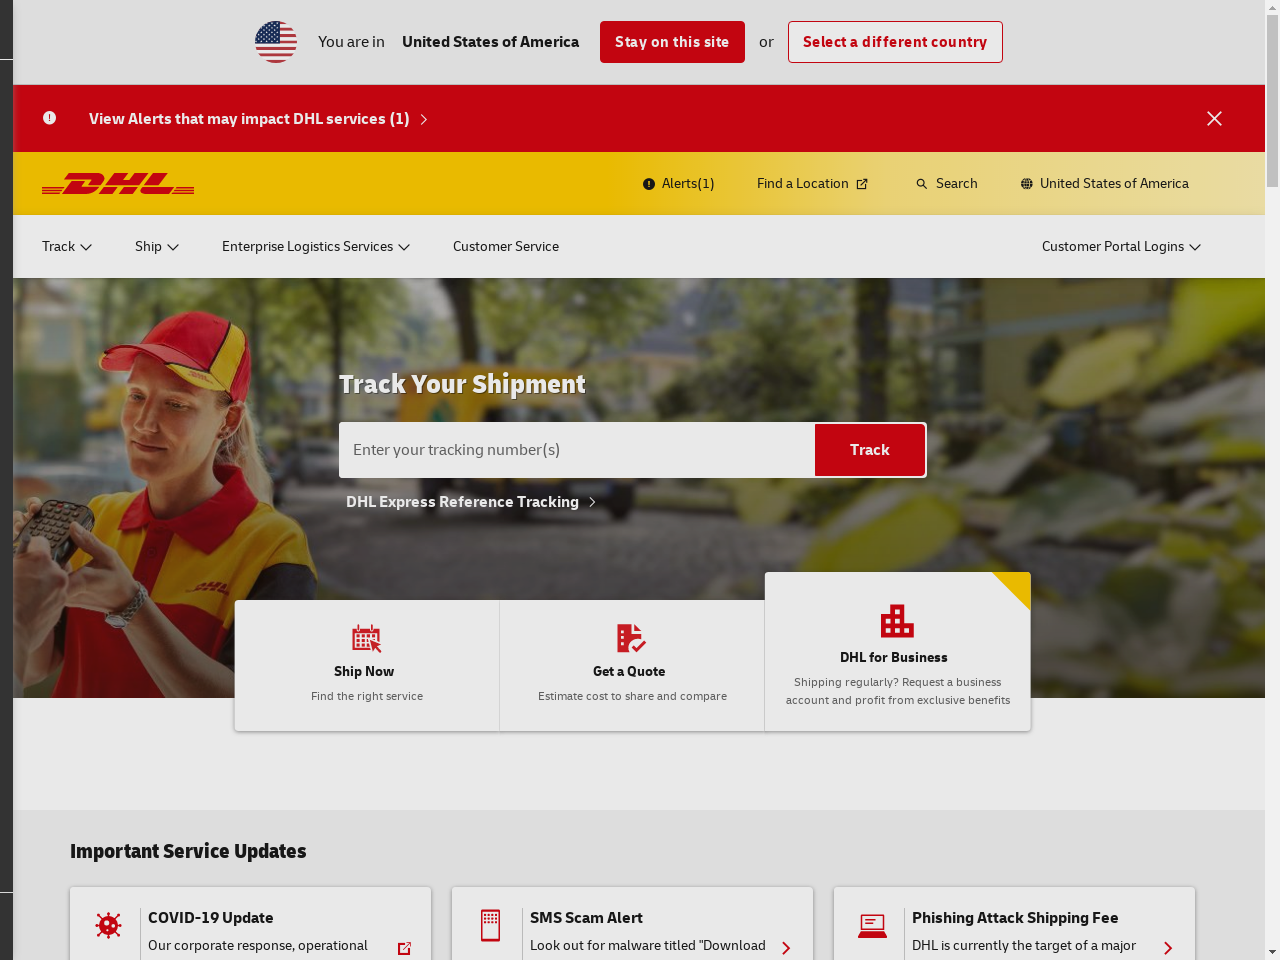 You are in United States of America Stay on this site or Select a different country
View Alerts that may impact DHL services (1)
DHL Alerts(1) Find a Location Search United States of America
Track Ship Enterprise Logistics Services Customer Service Customer Portal Logins
Track Your Shipment
Enter your tracking number(s) Track
DHL Express Reference Tracking
Ship Now
Find the right service
Get a Quote
Estimate cost to share and compare
DHL for Business
Shipping regularly? Request a business
account and profit from exclusive benefits
Important Service Updates
COVID-19 Update
Our corporate response, operational
SMS Scam Alert
Look out for malware titled "Download
Phishing Attack Shipping Fee
DHL is currently the target of a major